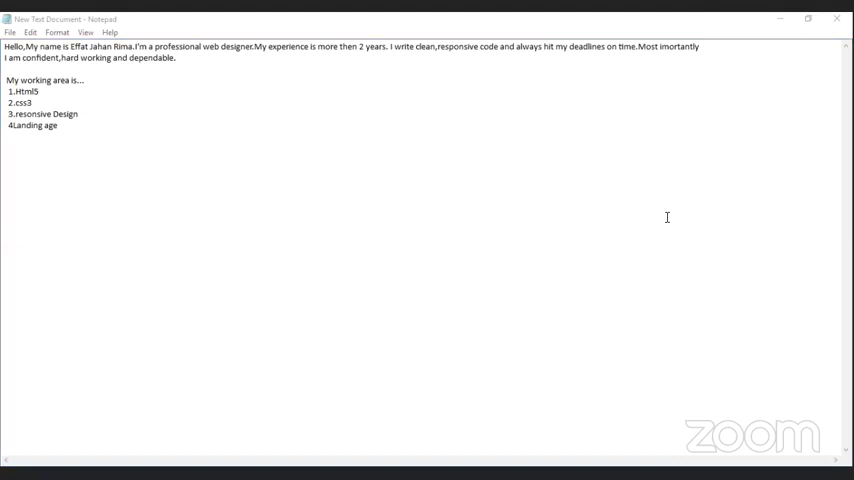 New Text Document - Notepad
File Edit Format View Help
Hello,My name is Effat Jahan Rima.I'm a professional web designer.My experience is more then 2 years. I write clean,responsive code and always hit my deadlines on time.Most imortantly
I am confident,hard working and dependable.
My working area is...
1.Html5
2.css3
3.resonsive Design
4Landing age
zoom